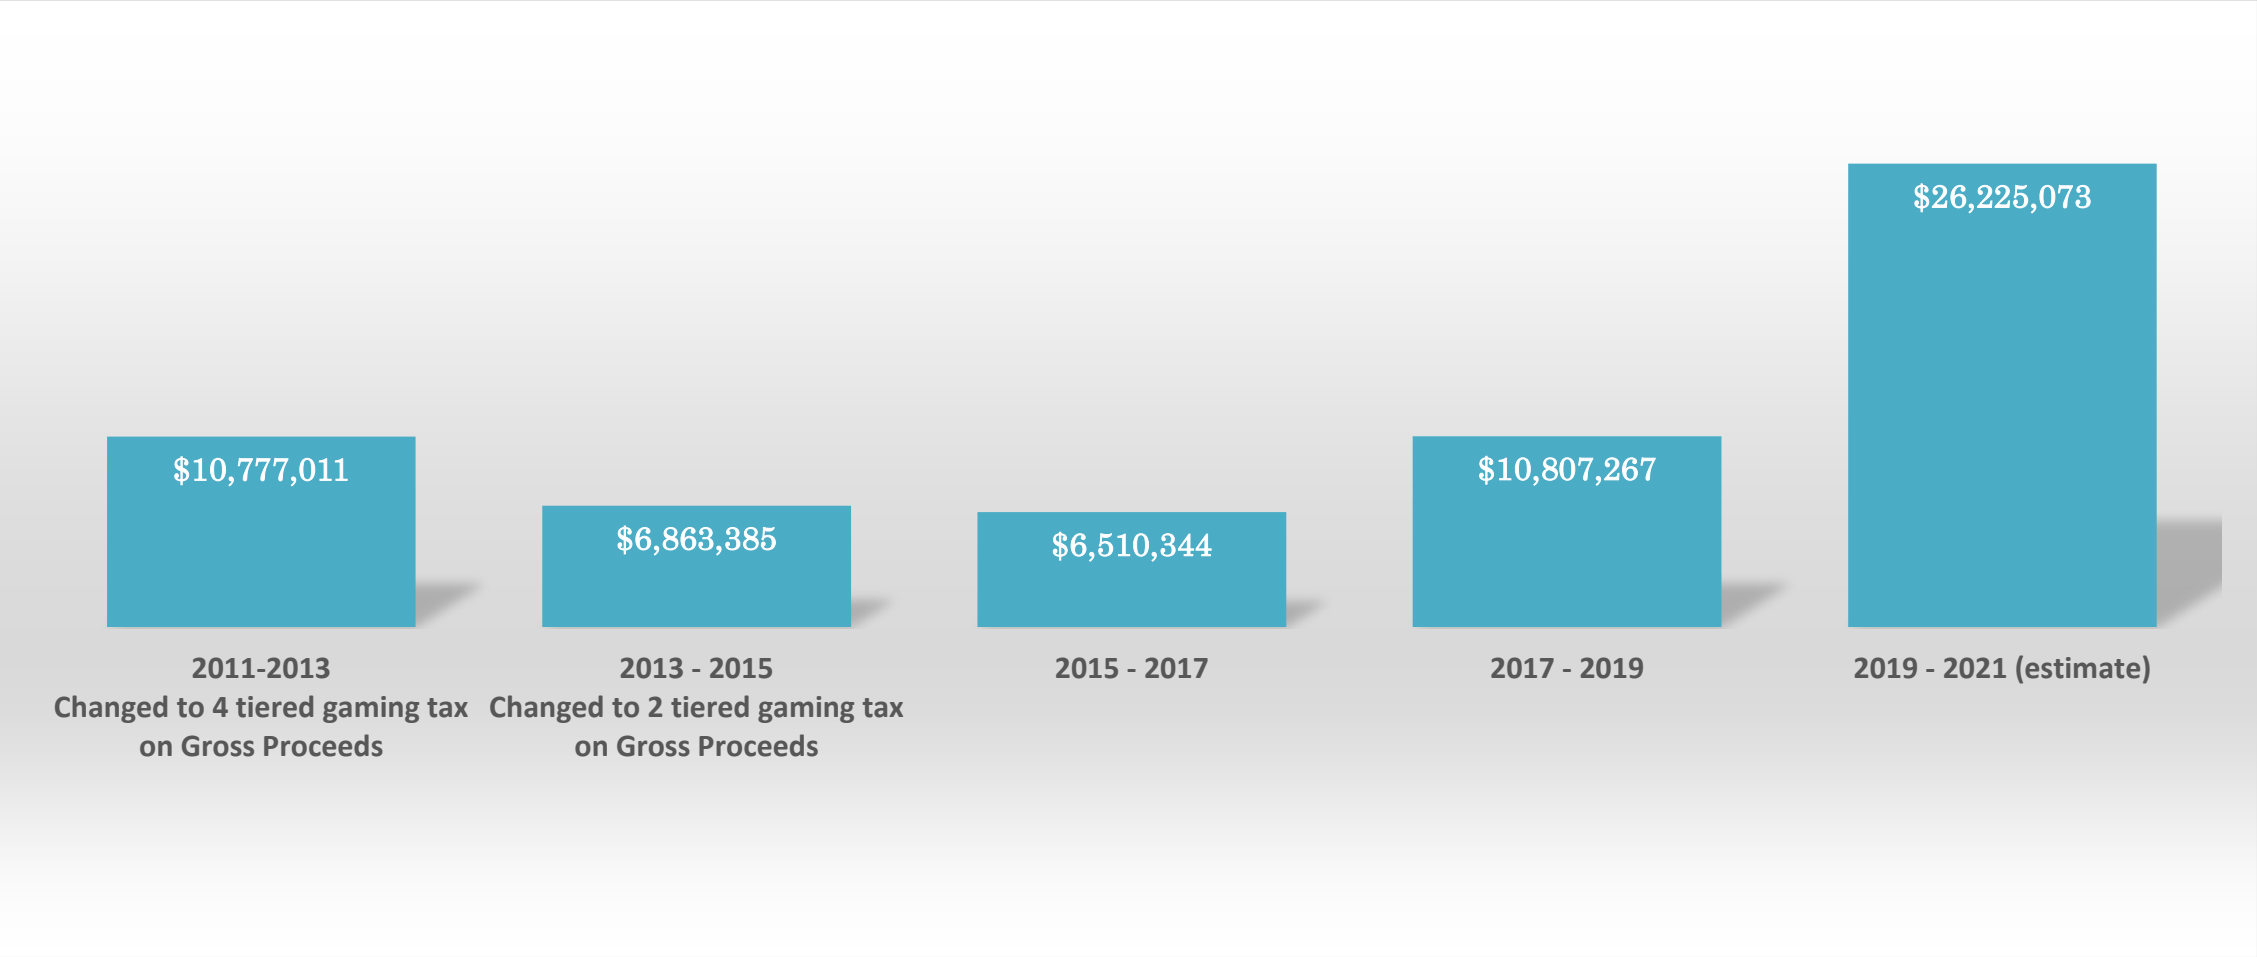 $26,225,073
$10,777,011
$10,807,267
$6,863,385
$6,510,344
2011-2013
Changed to 4 tiered gaming tax
on Gross Proceeds
2013 - 2015
Changed to 2 tiered gaming tax
on Gross Proceeds
2015 - 2017
2017 - 2019
2019 - 2021 (estimate)